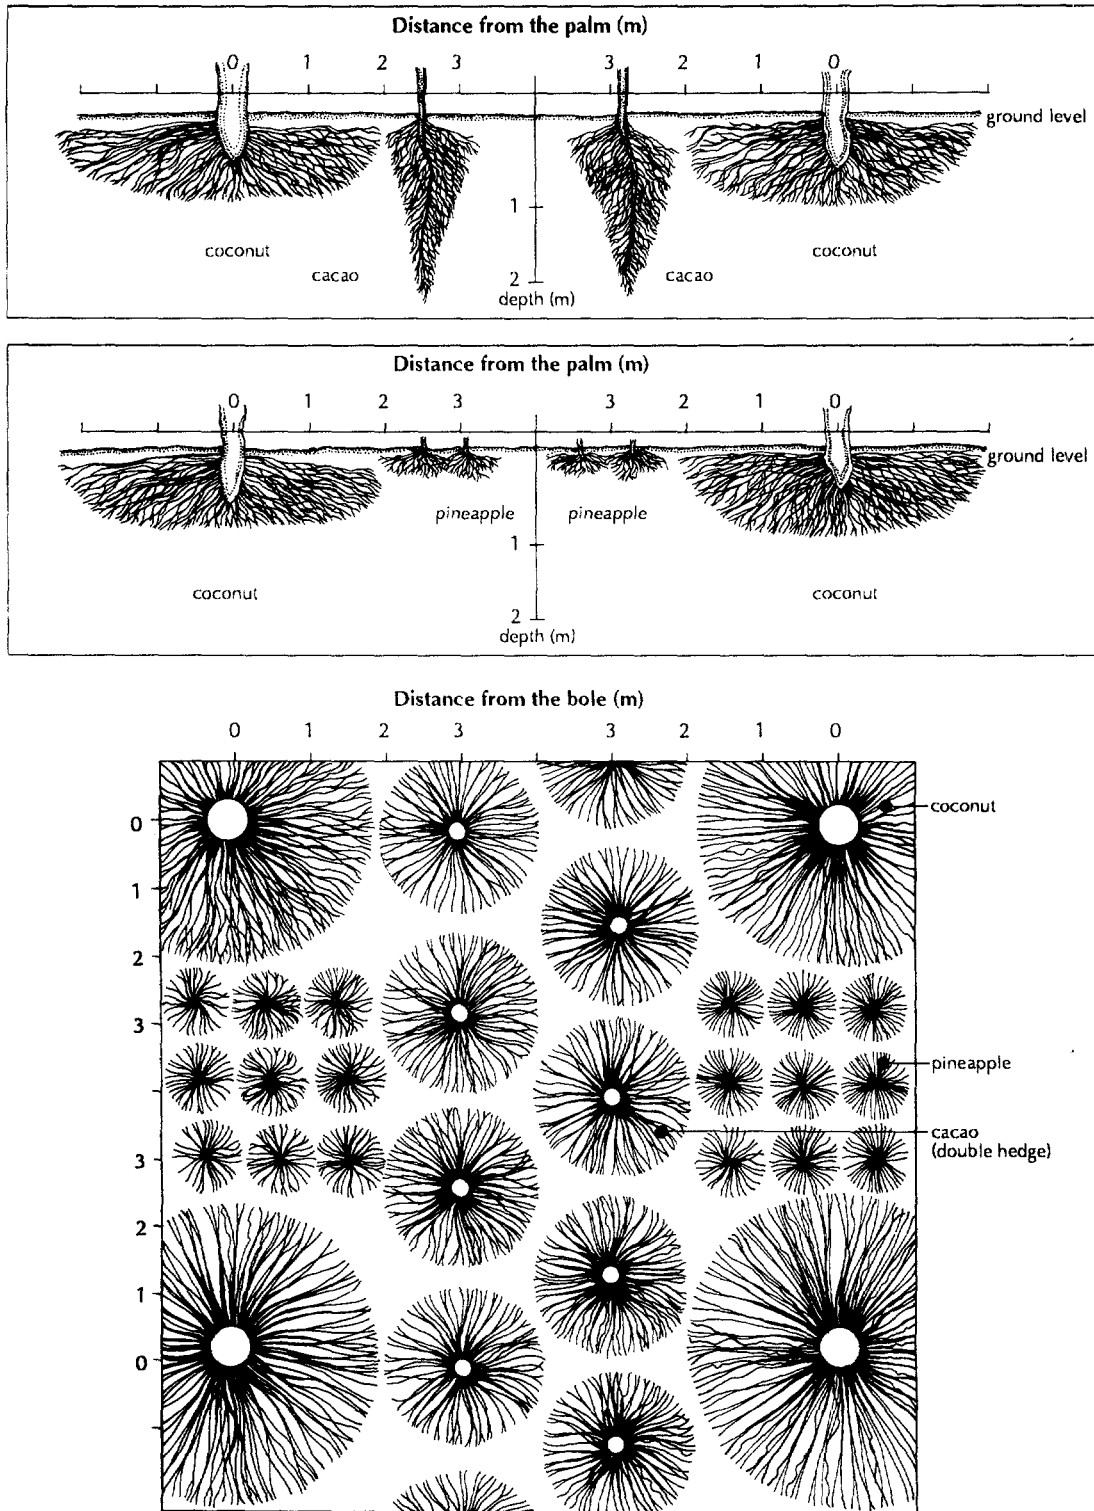 Distance from the palm (m)
0 1 2 3 3 2 1 0
ground level
1
coconut coconut
cacao cacao
2
depth (m)
Distance from the palm (m)
0 1 2 3 3 2 1 0
ground level
pineapple pineapple
1
coconut coconut
2
depth (m)
Distance from the bole (m)
0 1 2 3 3 2 1 0
coconut
0
1
2
3
pineapple
cacao
(double hedge)
3
2
1
0